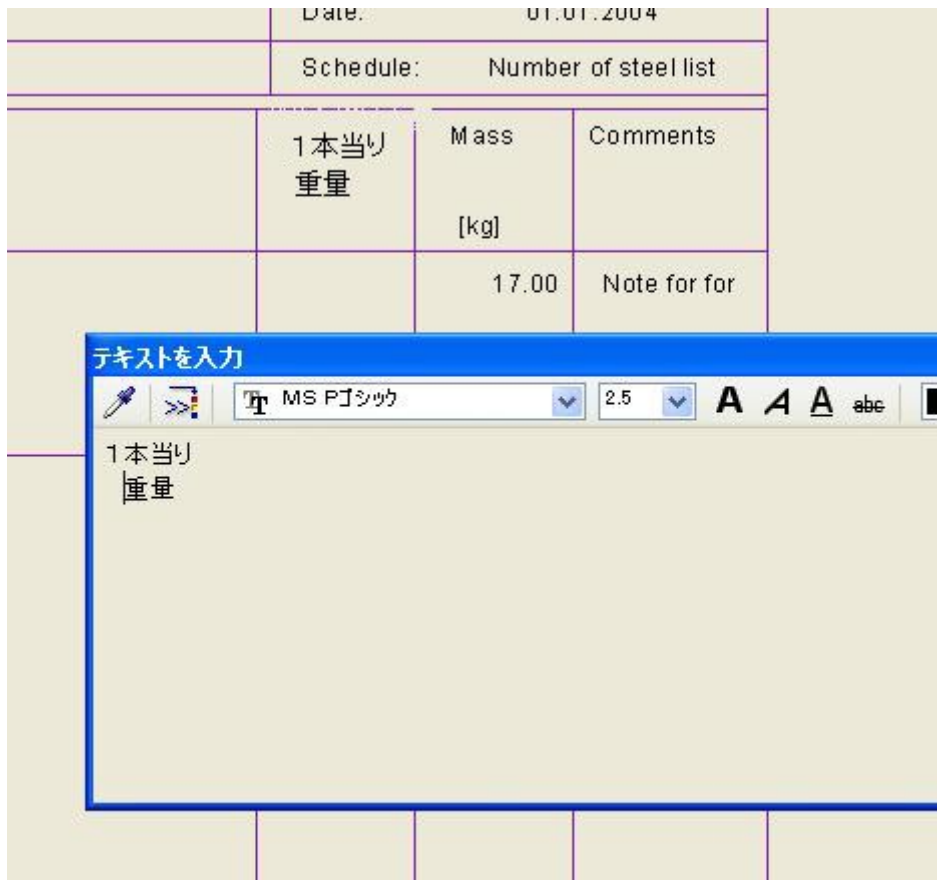 Date: 01.01.2004
Schedule: Number of steel list
1本当り Mass Comments
重量
[kg]
17.00 Note for for
テキストを入力
MS Pゴシック 2.5 A A A abc
1本当り
重量